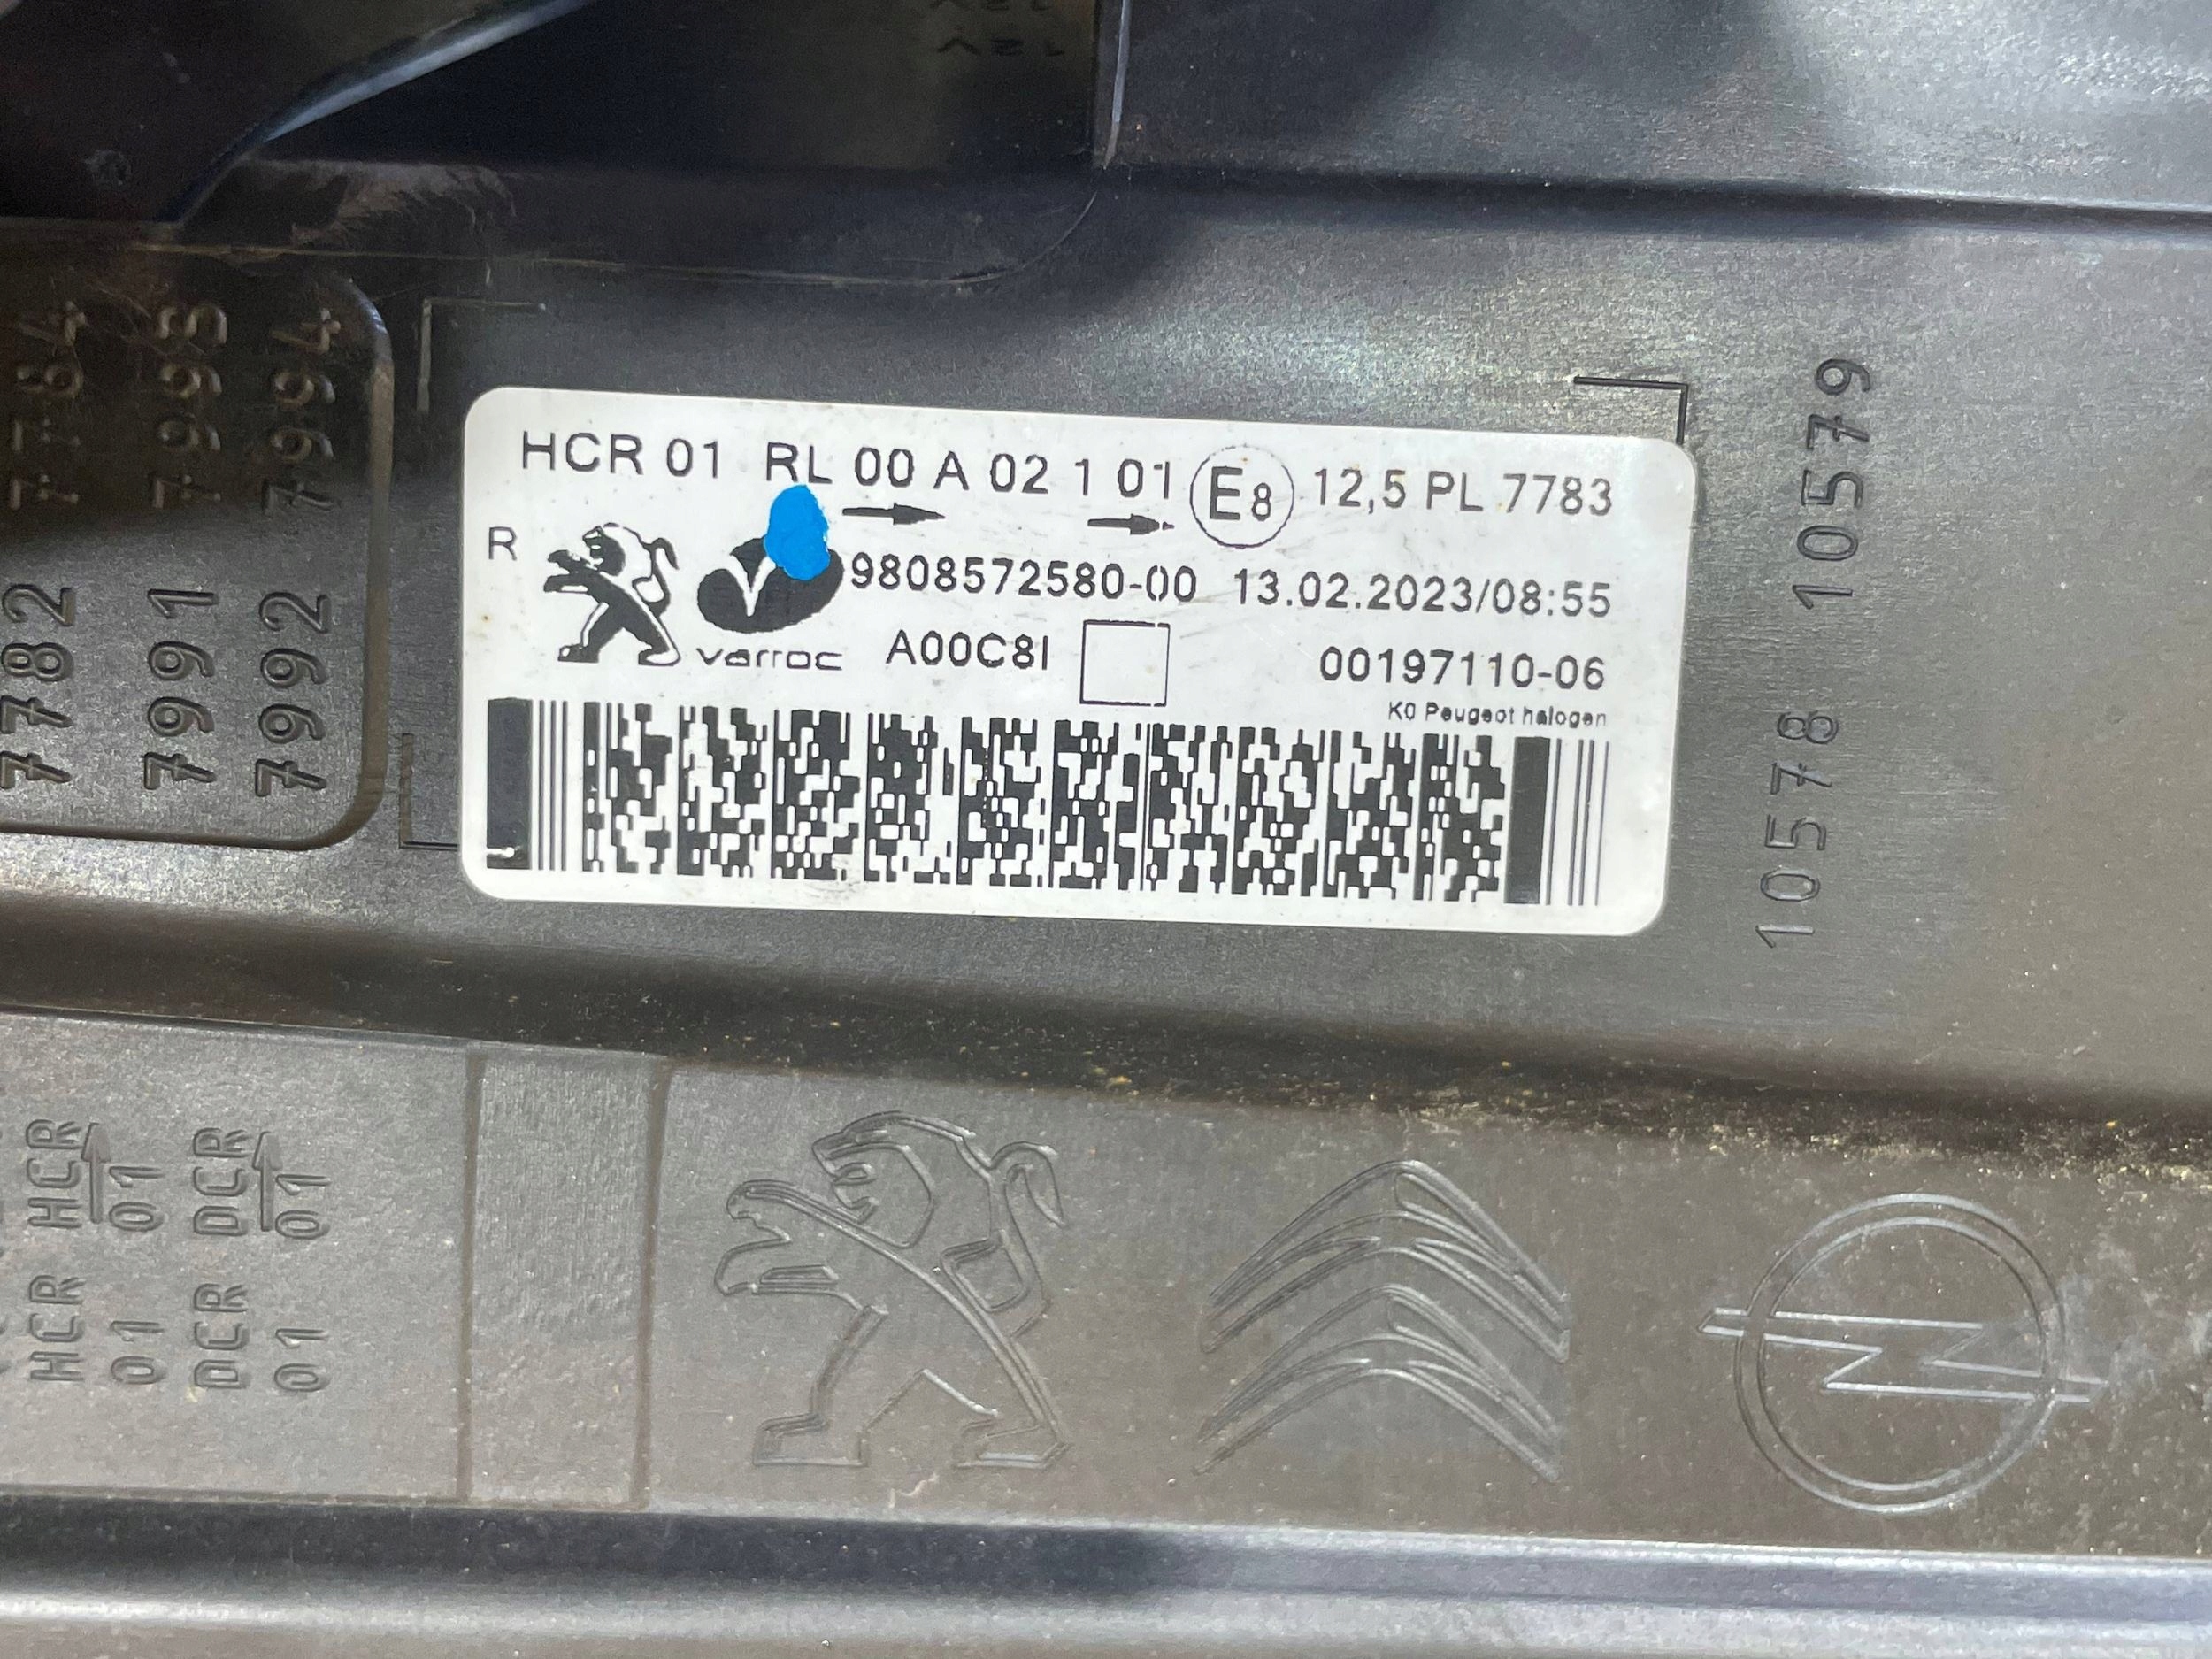 HCR 01 RL 00 A 02 1 01 E8 12,5 PL 7783
R 9808572580-00 13.02.2023/08:55
varroc A00C8I 00197110-06
K0 Peugeot halogen
7782 7764
7991 7993
7992 7994
10578 10579
HCR HCR
01 01
DCR DCR
01 01